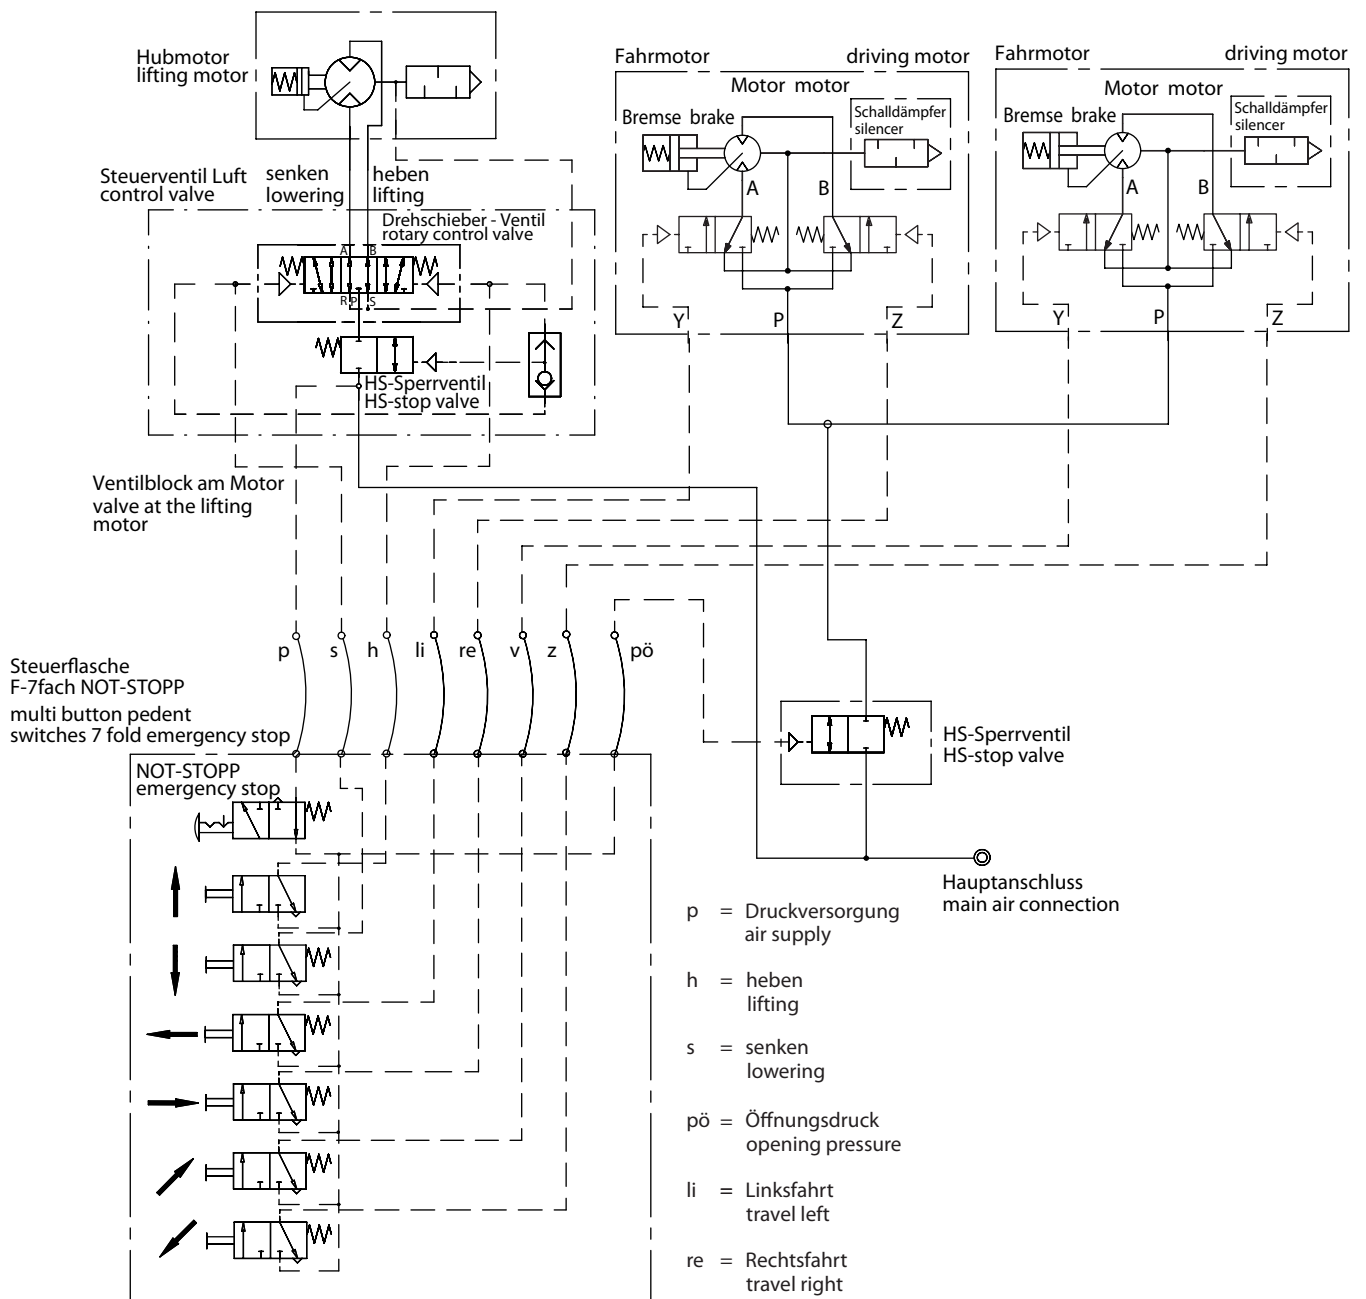 Hubmotor
lifting motor
Fahrmotor
driving motor
Motor motor
Bremse brake
Schalldämpfer
silencer
A
B
Y
P
Z
Fahrmotor
driving motor
Motor motor
Bremse brake
Schalldämpfer
silencer
A
B
Y
P
Z
Steuerventil Luft
control valve
senken
lowering
heben
lifting
Drehschieber - Ventil
rotary control valve
A
B
R
P
S
HS-Sperrventil
HS-stop valve
Ventilblock am Motor
valve at the lifting
motor
p
s
h
li
re
v
z
pö
Steuerflasche
F-7fach NOT-STOPP
multi button pedent
switches 7 fold emergency stop
NOT-STOPP
emergency stop
HS-Sperrventil
HS-stop valve
Hauptanschluss
main air connection
p = Druckversorgung
air supply
h = heben
lifting
s = senken
lowering
pö = Öffnungsdruck
opening pressure
li = Linksfahrt
travel left
re = Rechtsfahrt
travel right